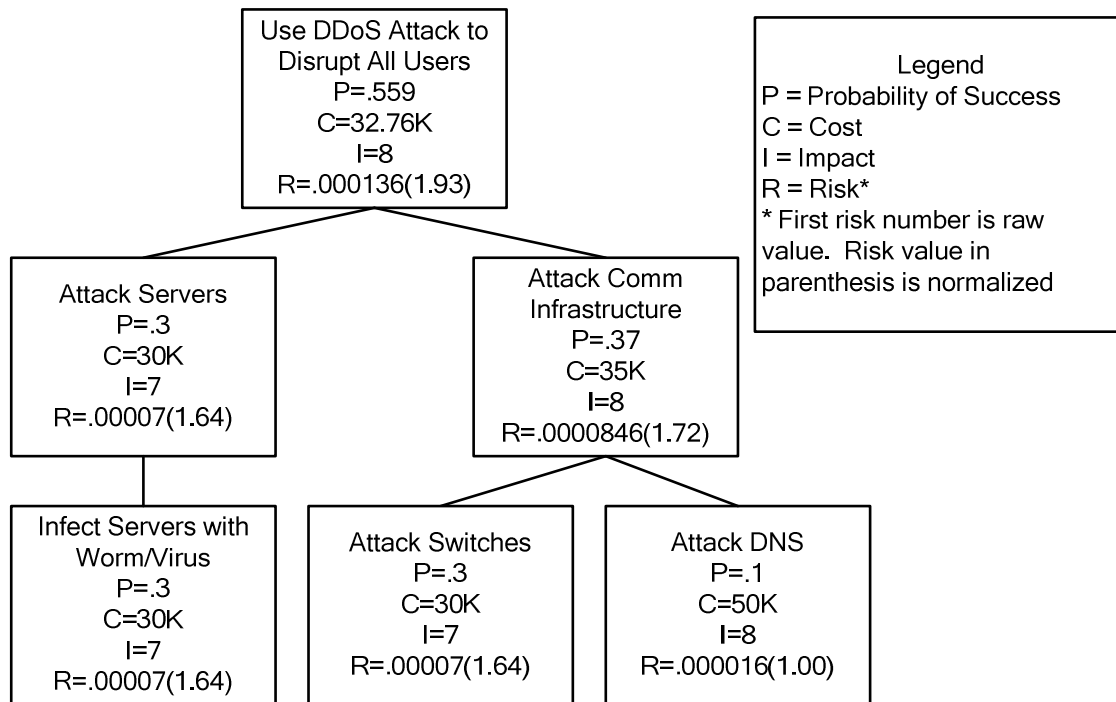 Use DDoS Attack to
Disrupt All Users
P=.559
C=32.76K
I=8
R=.000136(1.93)
Legend
P = Probability of Success
C = Cost
I = Impact
R = Risk*
* First risk number is raw
value.  Risk value in
parenthesis is normalized
Attack Servers
P=.3
C=30K
I=7
R=.00007(1.64)
Attack Comm
Infrastructure
P=.37
C=35K
I=8
R=.0000846(1.72)
Infect Servers with
Worm/Virus
P=.3
C=30K
I=7
R=.00007(1.64)
Attack Switches
P=.3
C=30K
I=7
R=.00007(1.64)
Attack DNS
P=.1
C=50K
I=8
R=.000016(1.00)